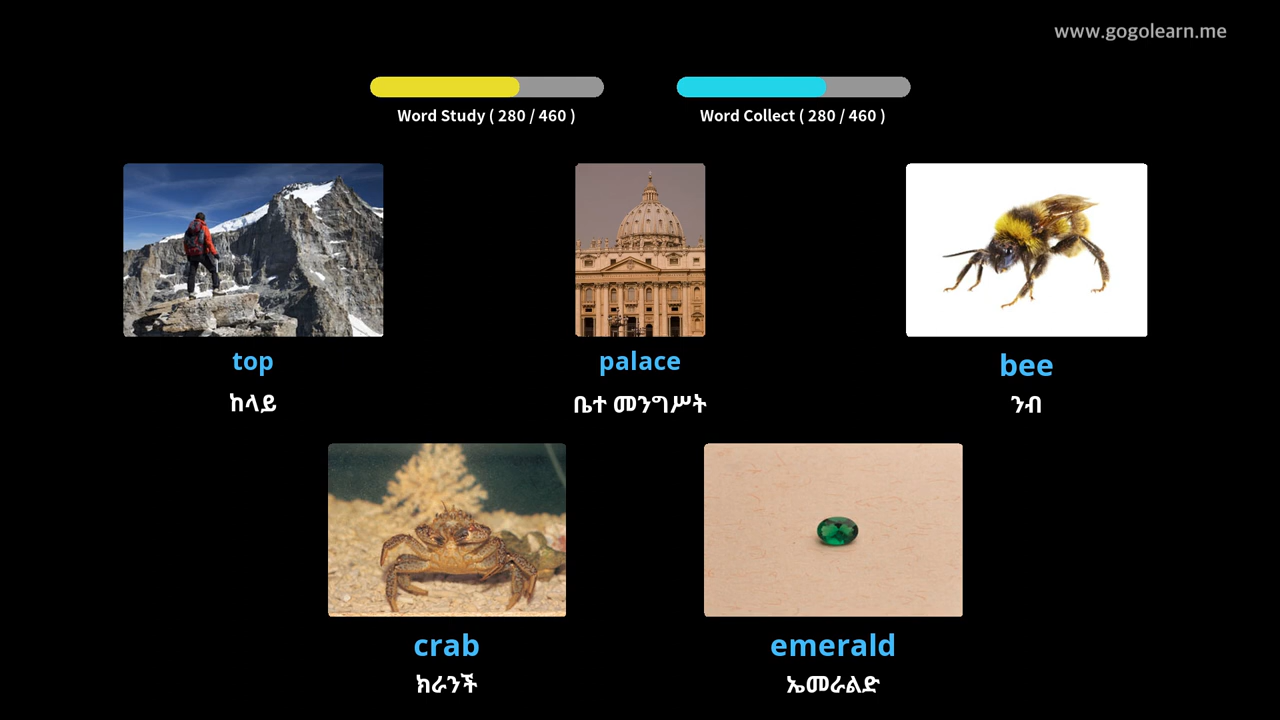 www.gogolearn.me
Word Study ( 280 / 460 )
Word Collect ( 280 / 460 )
top
ከላይ
palace
ቤተ መንግሥት
bee
ንብ
crab
ክራንች
emerald
ኤመራልድ